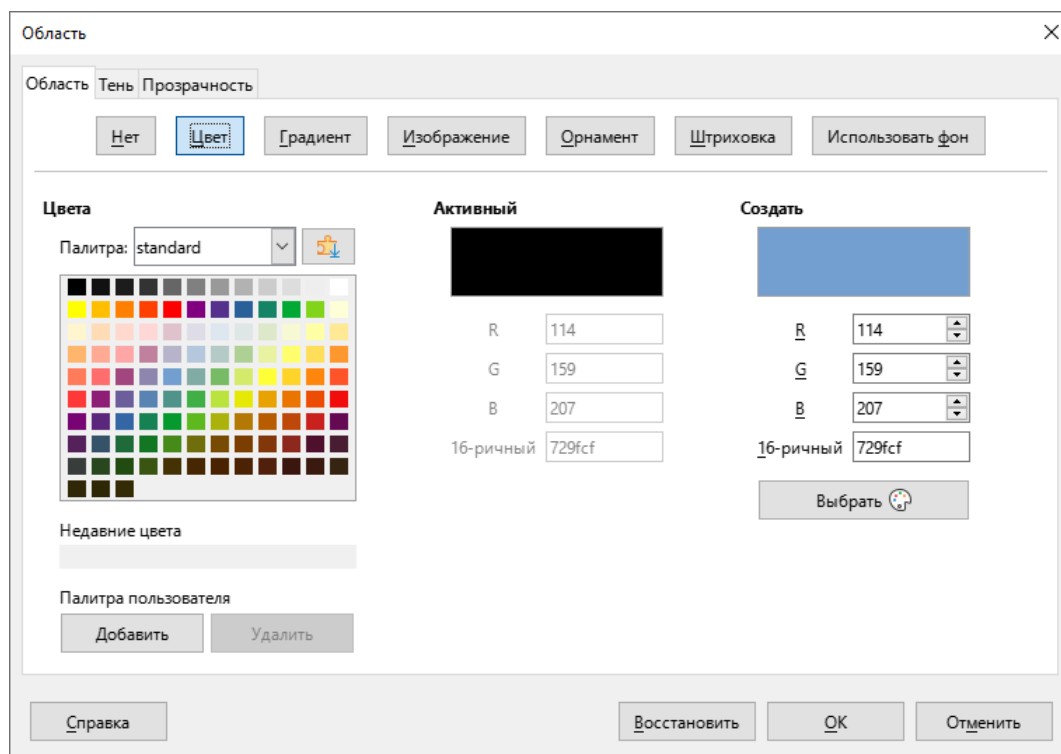 Область
Область Тень Прозрачность
Нет Цвет Градиент Изображение Орнамент Штриховка Использовать фон
Цвета Активный Создать
Палитра: standard
R 114 R 114
G 159 G 159
B 207 B 207
16-ричный 729fcf 16-ричный 729fcf
Выбрать
Недавние цвета
Палитра пользователя
Добавить Удалить
Справка Восстановить ОК Отменить